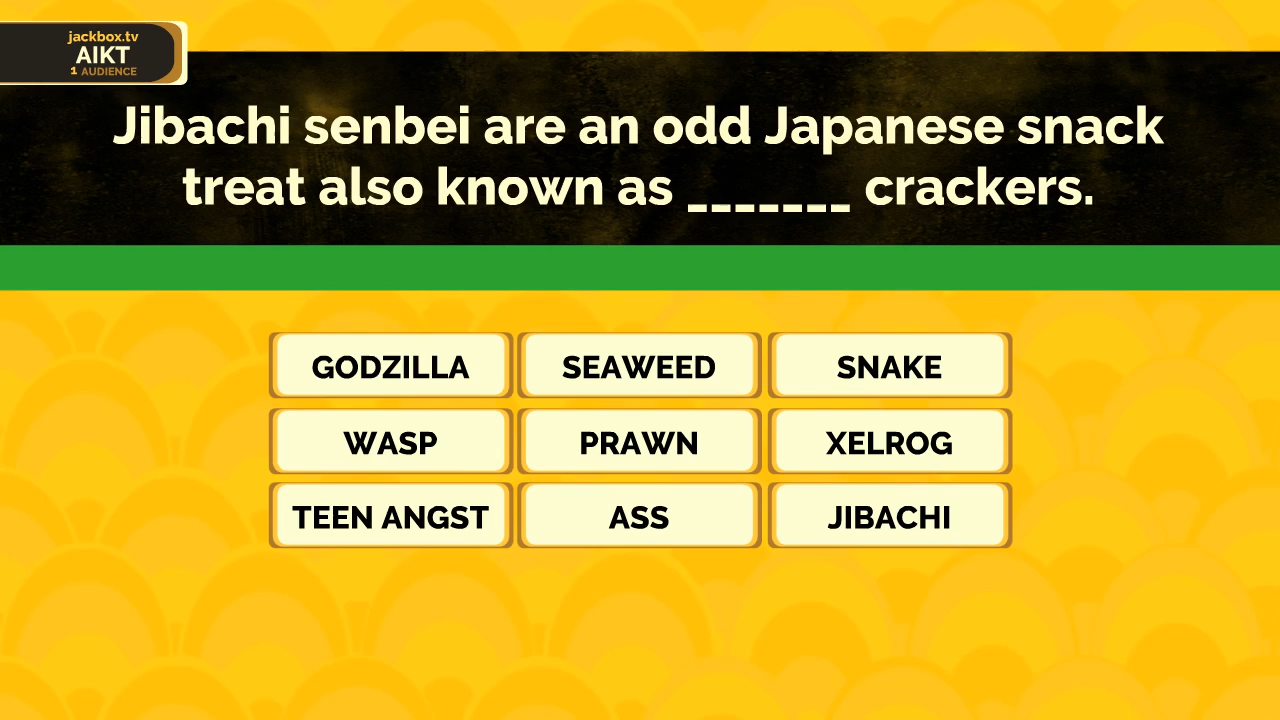 jackbox.tv
AIKT
1 AUDIENCE
Jibachi senbei are an odd Japanese snack
treat also known as _______ crackers.
GODZILLA
SEAWEED
SNAKE
WASP
PRAWN
XELROG
TEEN ANGST
ASS
JIBACHI